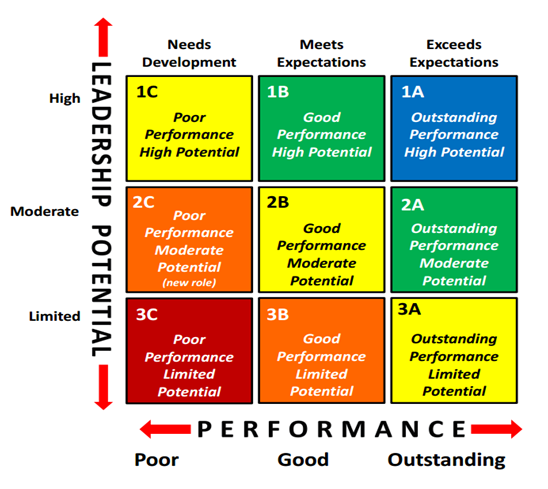 Needs
Development
Meets
Expectations
Exceeds
Expectations
LEADERSHIP POTENTIAL
High
Moderate
Limited
1C
Poor
Performance
High Potential
1B
Good
Performance
High Potential
1A
Outstanding
Performance
High Potential
2C
Poor
Performance
Moderate
Potential
(new role)
2B
Good
Performance
Moderate
Potential
2A
Outstanding
Performance
Moderate
Potential
3C
Poor
Performance
Limited
Potential
3B
Good
Performance
Limited
Potential
3A
Outstanding
Performance
Limited
Potential
PERFORMANCE
Poor
Good
Outstanding